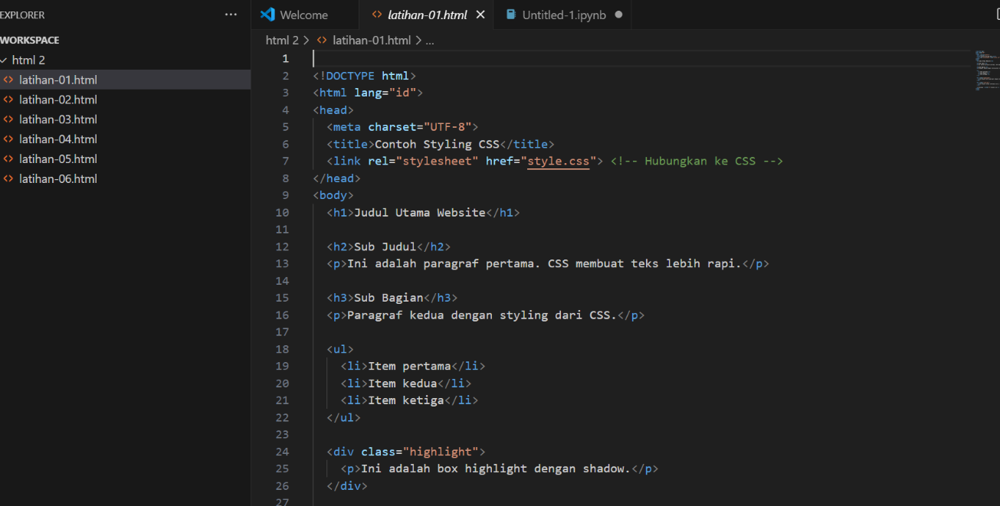 EXPLORER
WORKSPACE
html 2
latihan-01.html
latihan-02.html
latihan-03.html
latihan-04.html
latihan-05.html
latihan-06.html
Welcome
latihan-01.html
Untitled-1.ipynb
html 2 > latihan-01.html > ...
1
2 <!DOCTYPE html>
3 <html lang="id">
4 <head>
5 <meta charset="UTF-8">
6 <title>Contoh Styling CSS</title>
7 <link rel="stylesheet" href="style.css"> <!-- Hubungkan ke CSS -->
8 </head>
9 <body>
10 <h1>Judul Utama Website</h1>
11
12 <h2>Sub Judul</h2>
13 <p>Ini adalah paragraf pertama. CSS membuat teks lebih rapi.</p>
14
15 <h3>Sub Bagian</h3>
16 <p>Paragraf kedua dengan styling dari CSS.</p>
17
18 <ul>
19 <li>Item pertama</li>
20 <li>Item kedua</li>
21 <li>Item ketiga</li>
22 </ul>
23
24 <div class="highlight">
25 <p>Ini adalah box highlight dengan shadow.</p>
26 </div>
27